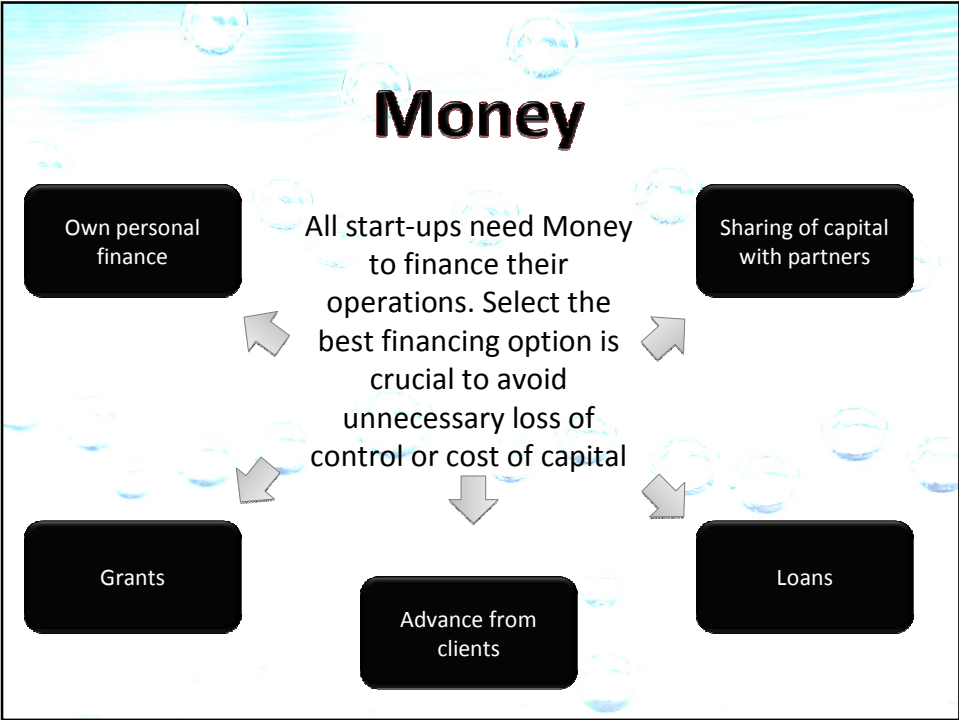 Money
Own personal
finance
All start-ups need Money
to finance their
operations. Select the
best financing option is
crucial to avoid
unnecessary loss of
control or cost of capital
Sharing of capital
with partners
Grants
Advance from
clients
Loans